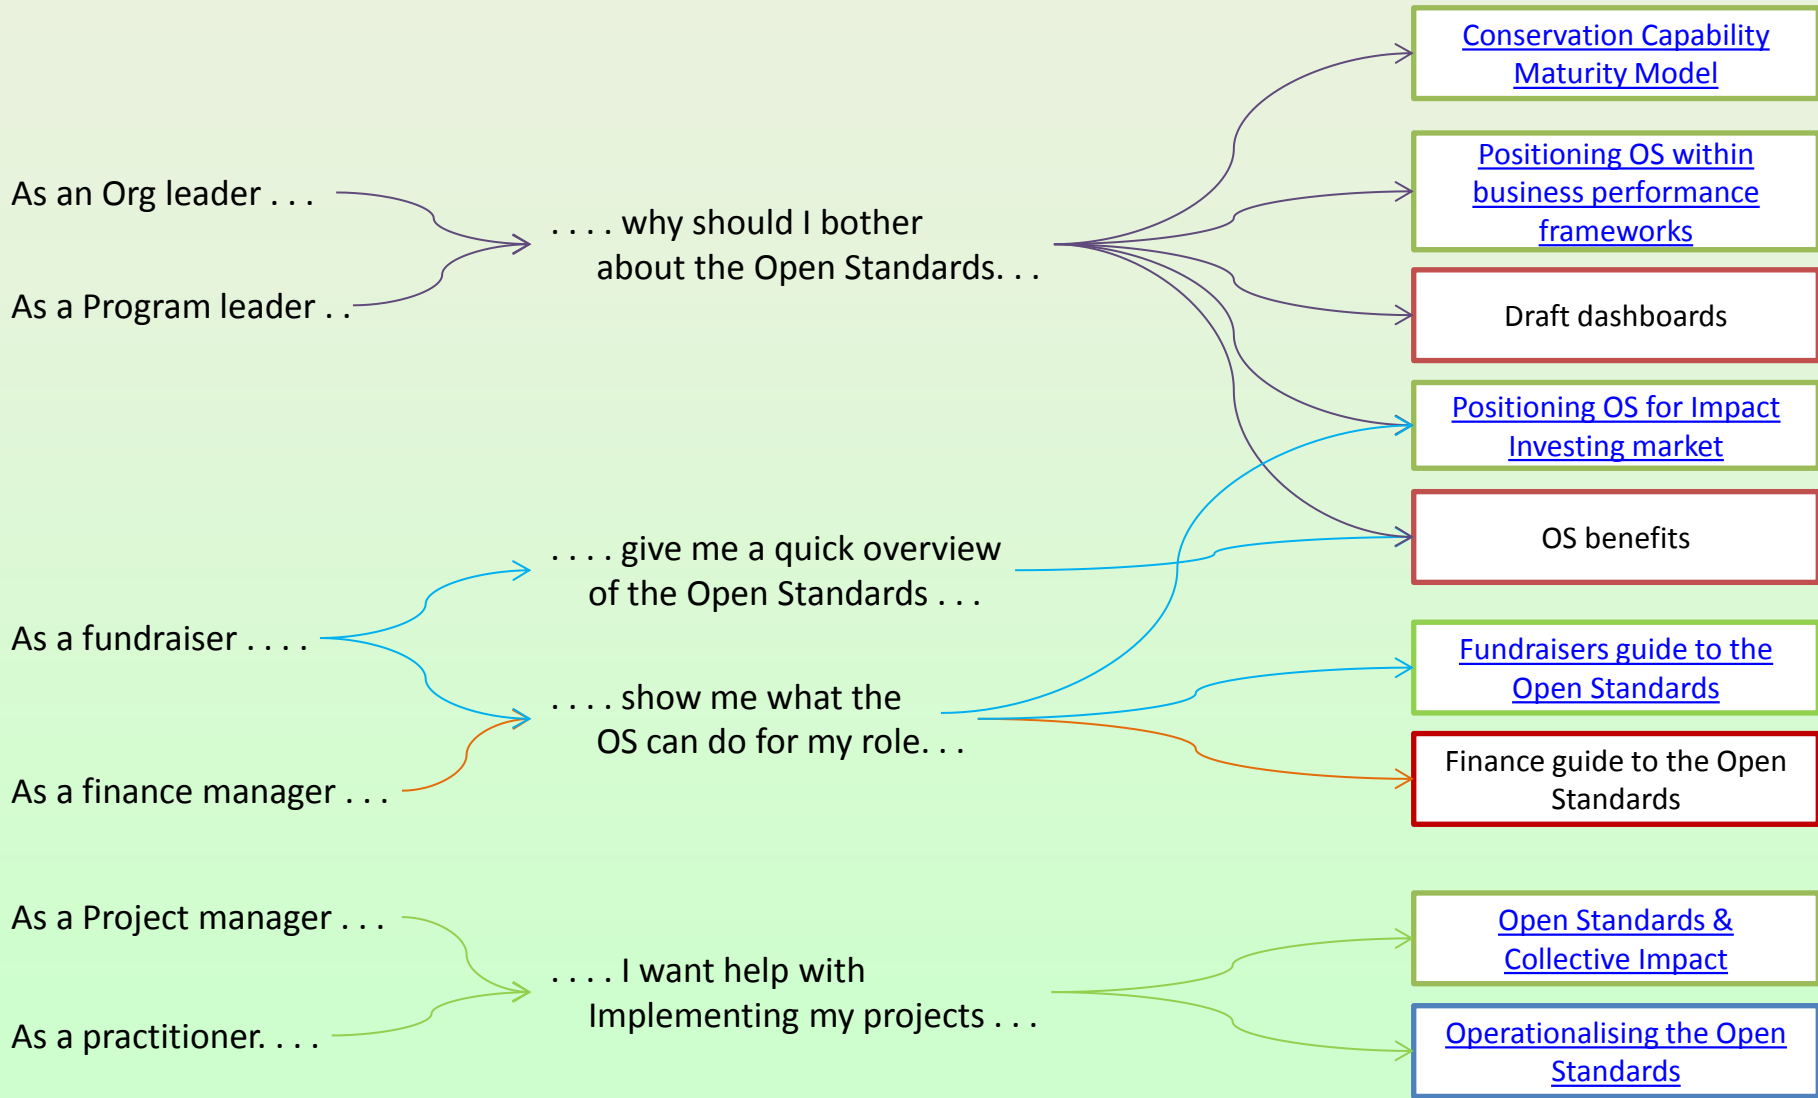 As an Org leader . . .
As a Program leader . .
As a fundraiser . . . .
As a finance manager . . .
As a Project manager . . .
As a practitioner. . . .
. . . . why should I bother
about the Open Standards. . .
. . . . give me a quick overview
of the Open Standards . . .
. . . . show me what the
OS can do for my role. . .
. . . . I want help with
Implementing my projects . . .
Conservation Capability
Maturity Model
Positioning OS within
business performance
frameworks
Draft dashboards
Positioning OS for Impact
Investing market
OS benefits
Fundraisers guide to the
Open Standards
Finance guide to the Open
Standards
Open Standards &
Collective Impact
Operationalising the Open
Standards